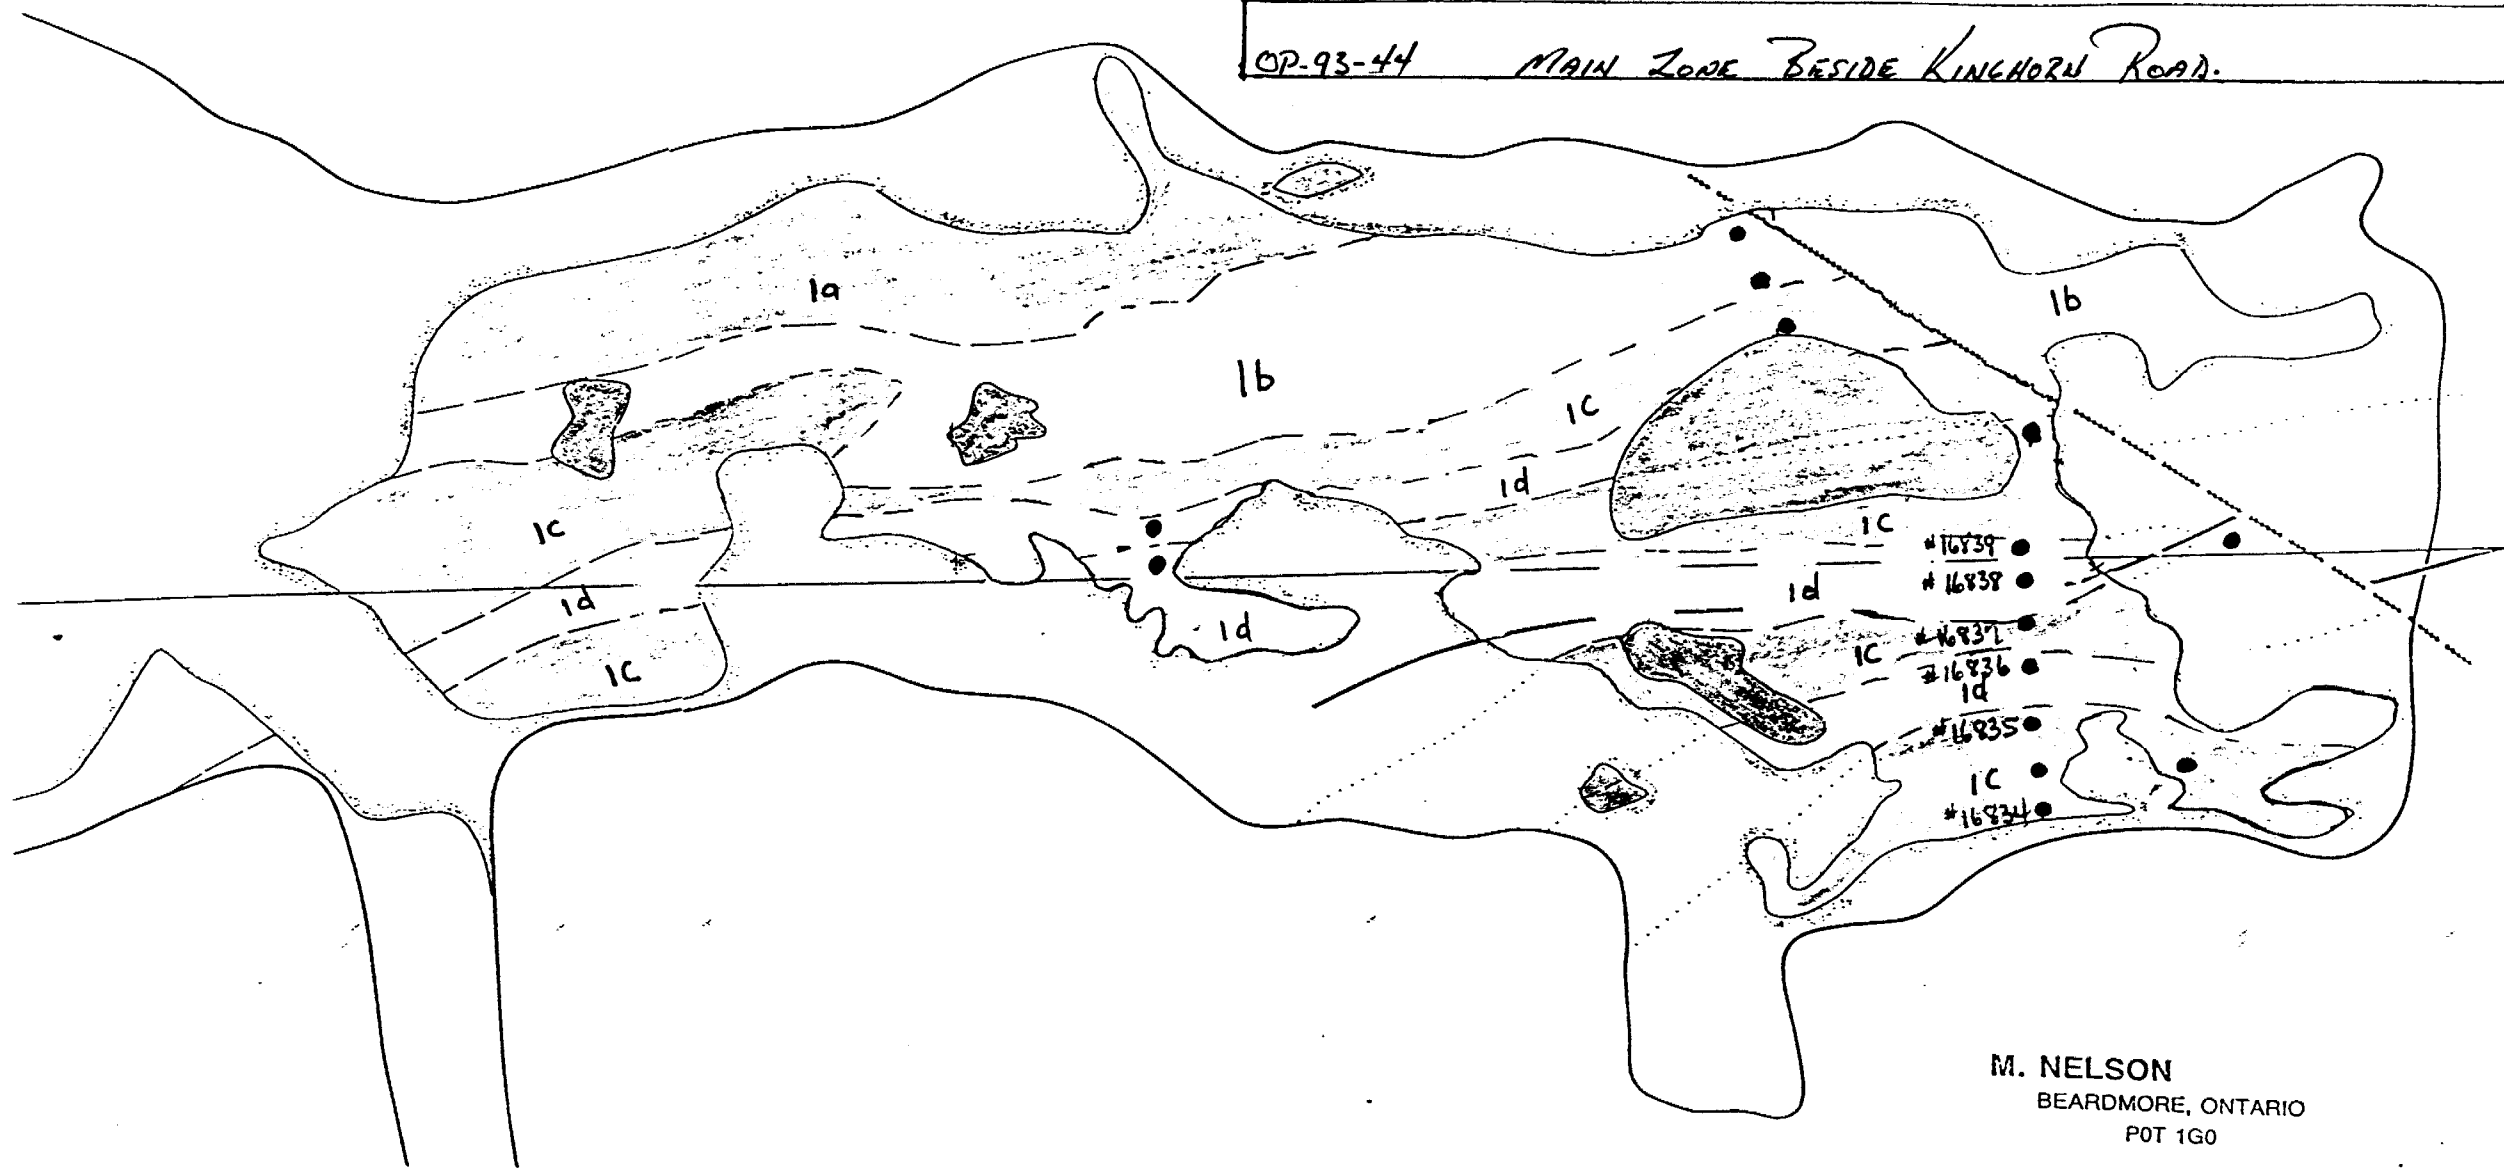 OP-93-44 MAIN ZONE BESIDE KINGHORN ROAD.
1a
1b
1b
1c
1d
1c
1c
#16839
#16838
1d
1d
1d
#16837
1c
#16836
1c
1d
#16835
1c
#16834
M. NELSON
BEARDMORE, ONTARIO
P0T 1G0